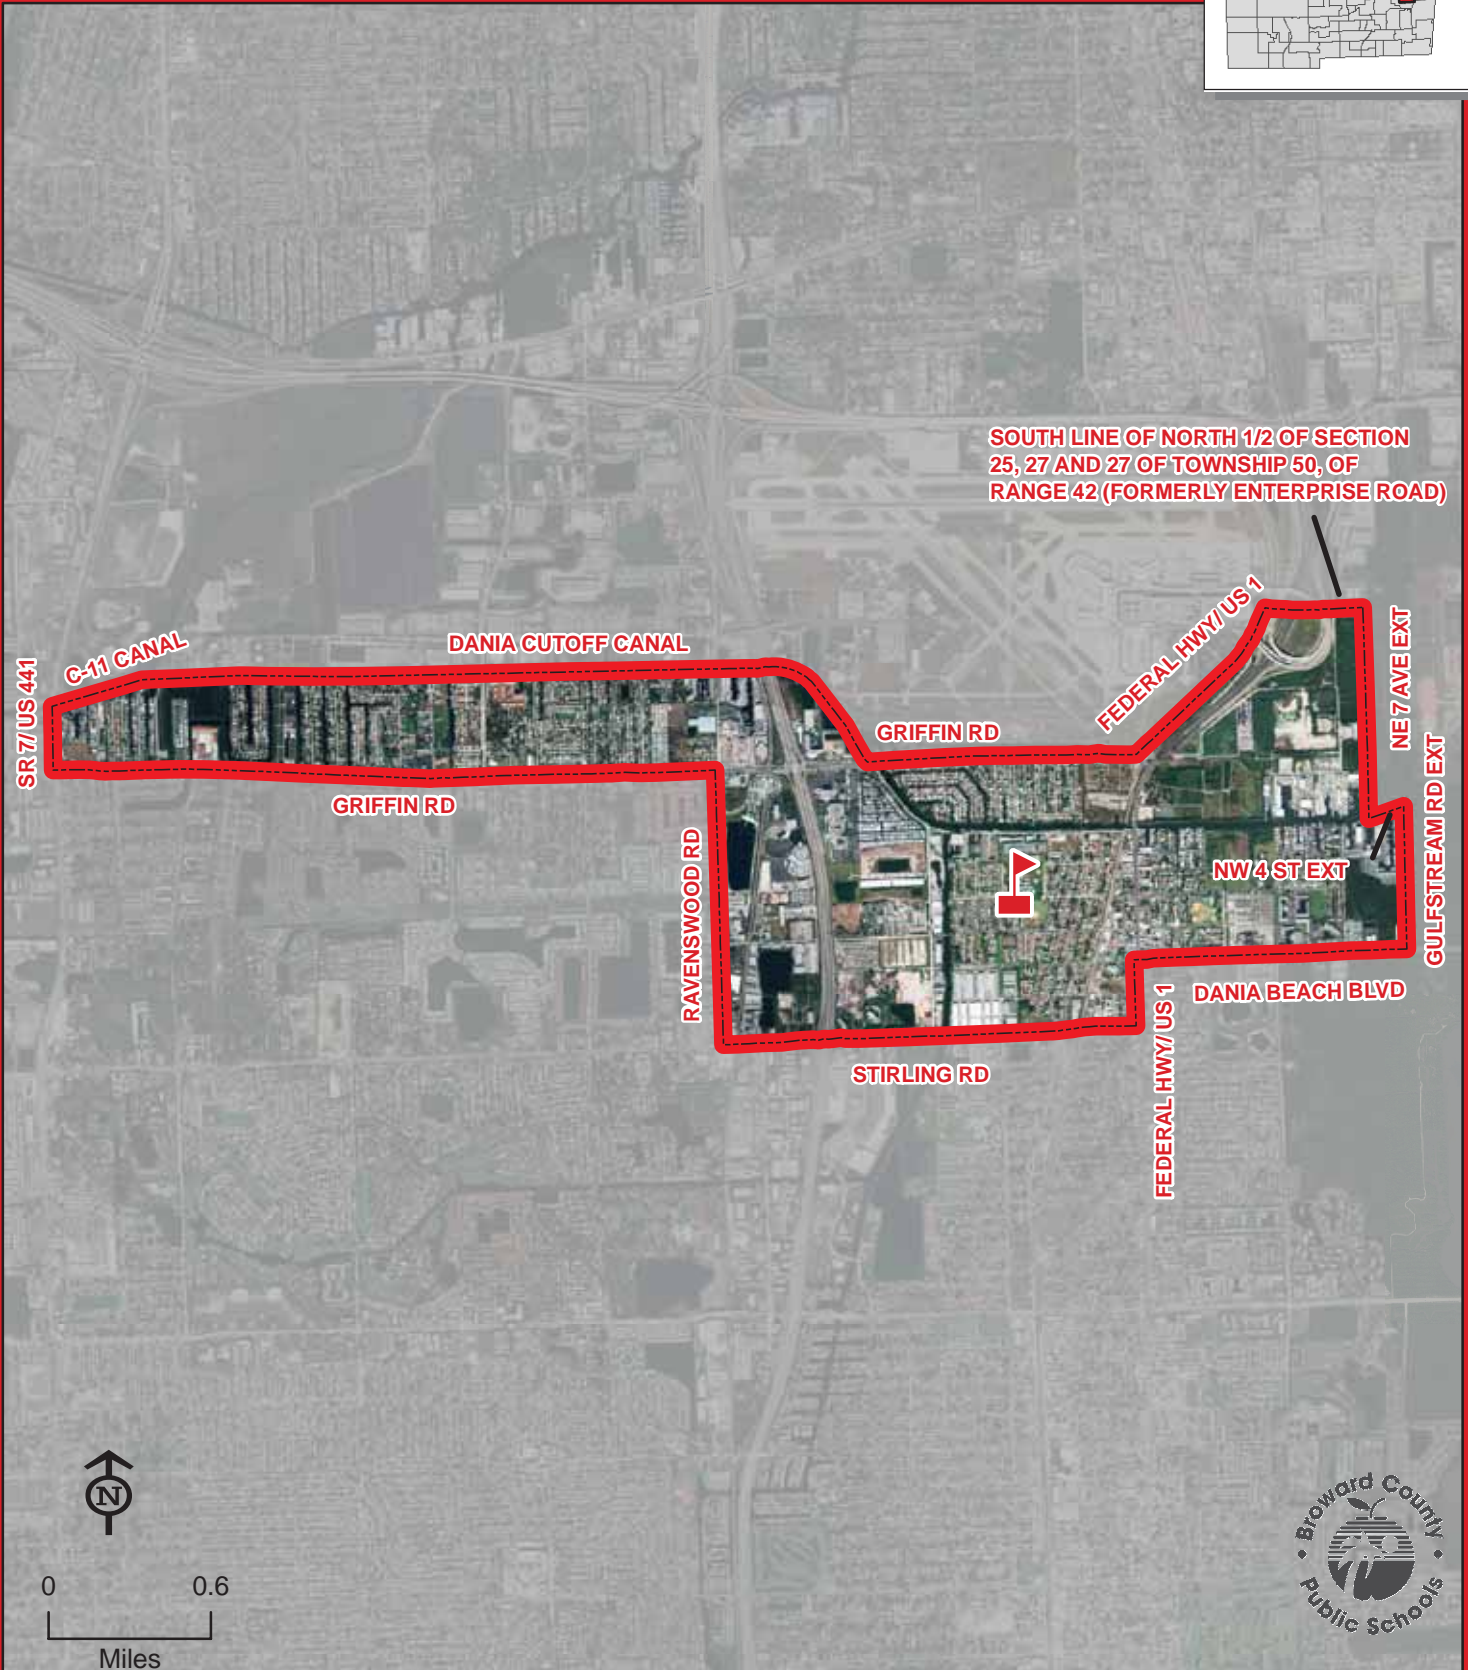 SOUTH LINE OF NORTH 1/2 OF SECTION
25, 27 AND 27 OF TOWNSHIP 50, OF
RANGE 42 (FORMERLY ENTERPRISE ROAD)
FEDERAL HWY/ US 1
C-11 CANAL
DANIA CUTOFF CANAL
NE 7 AVE EXT
SR 7/ US 441
GRIFFIN RD
GRIFFIN RD
GULFSTREAM RD EXT
RAVENSWOOD RD
NW 4 ST EXT
DANIA BEACH BLVD
STIRLING RD
FEDERAL HWY/ US 1
N
0 0.6
Miles
Broward County
Public Schools